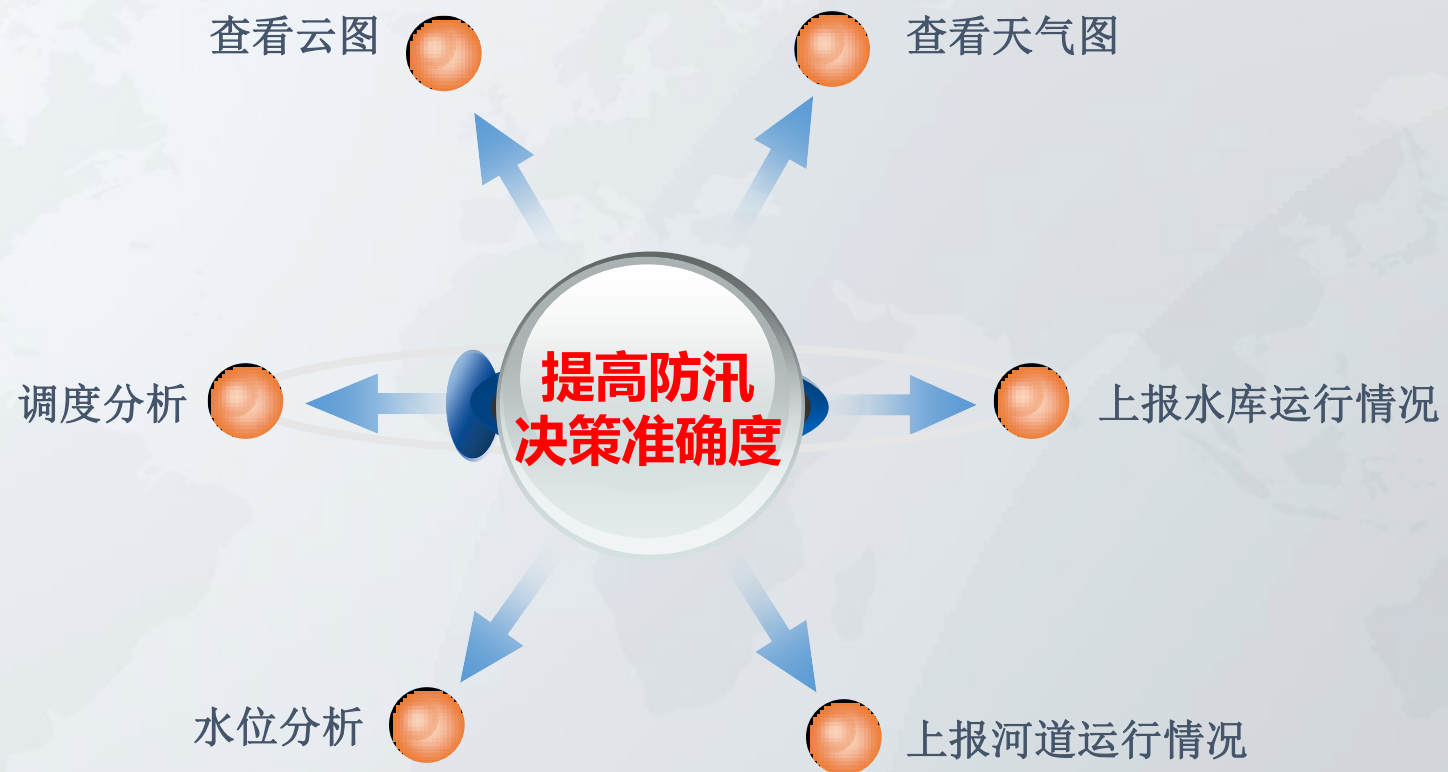 查看云图
查看天气图
提高防汛
决策准确度
调度分析
上报水库运行情况
水位分析
上报河道运行情况